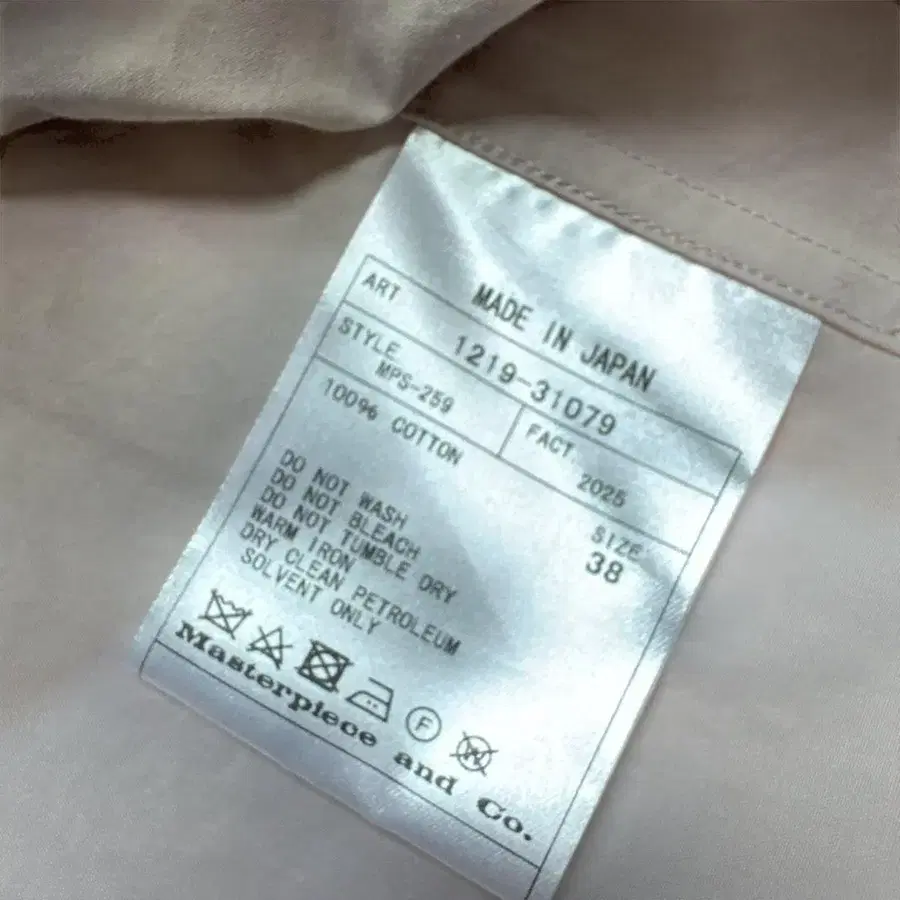 MADE IN JAPAN
ART 1219-31079
STYLE MPS-259
FACT 2025
100% COTTON
SIZE 38
DO NOT WASH
DO NOT BLEACH
DO NOT TUMBLE DRY
WARM IRON
DRY CLEAN PETROLEUM
SOLVENT ONLY
F
W
Masterpiece and Co.